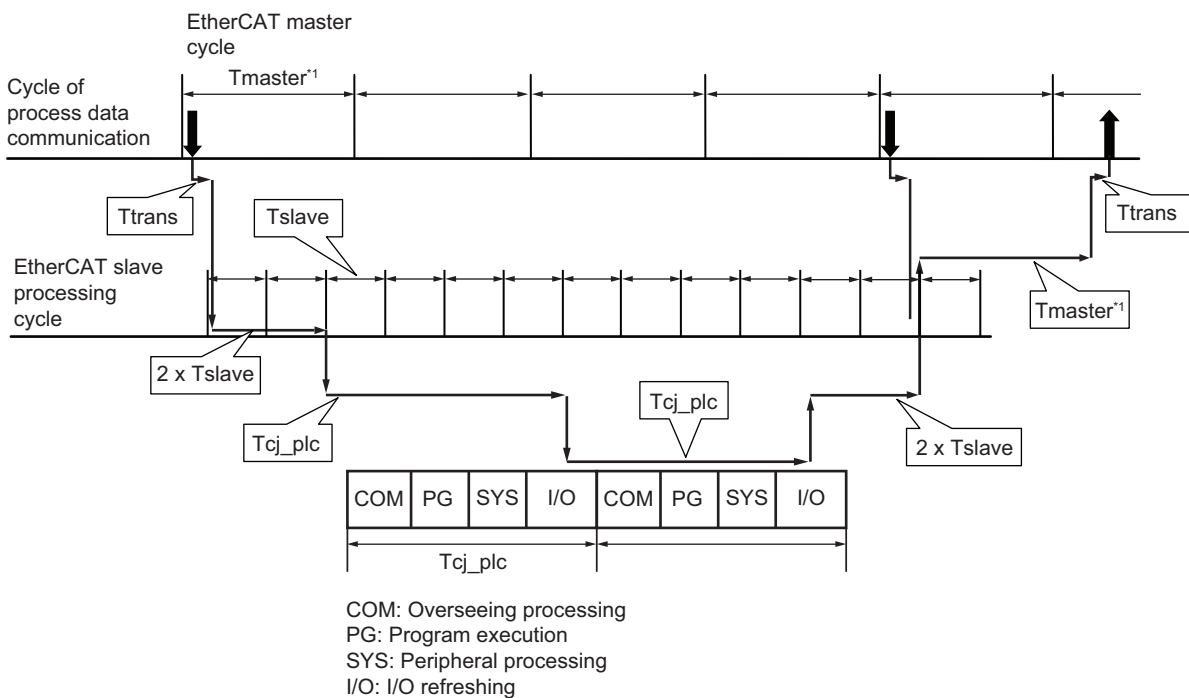 EtherCAT master
cycle
Tmaster*1
Cycle of
process data
communication
Ttrans
Tslave
Ttrans
EtherCAT slave
processing
cycle
Tmaster*1
2 x Tslave
Tcj_plc
Tcj_plc
2 x Tslave
COM PG SYS I/O COM PG SYS I/O
Tcj_plc
COM: Overseeing processing
PG: Program execution
SYS: Peripheral processing
I/O: I/O refreshing